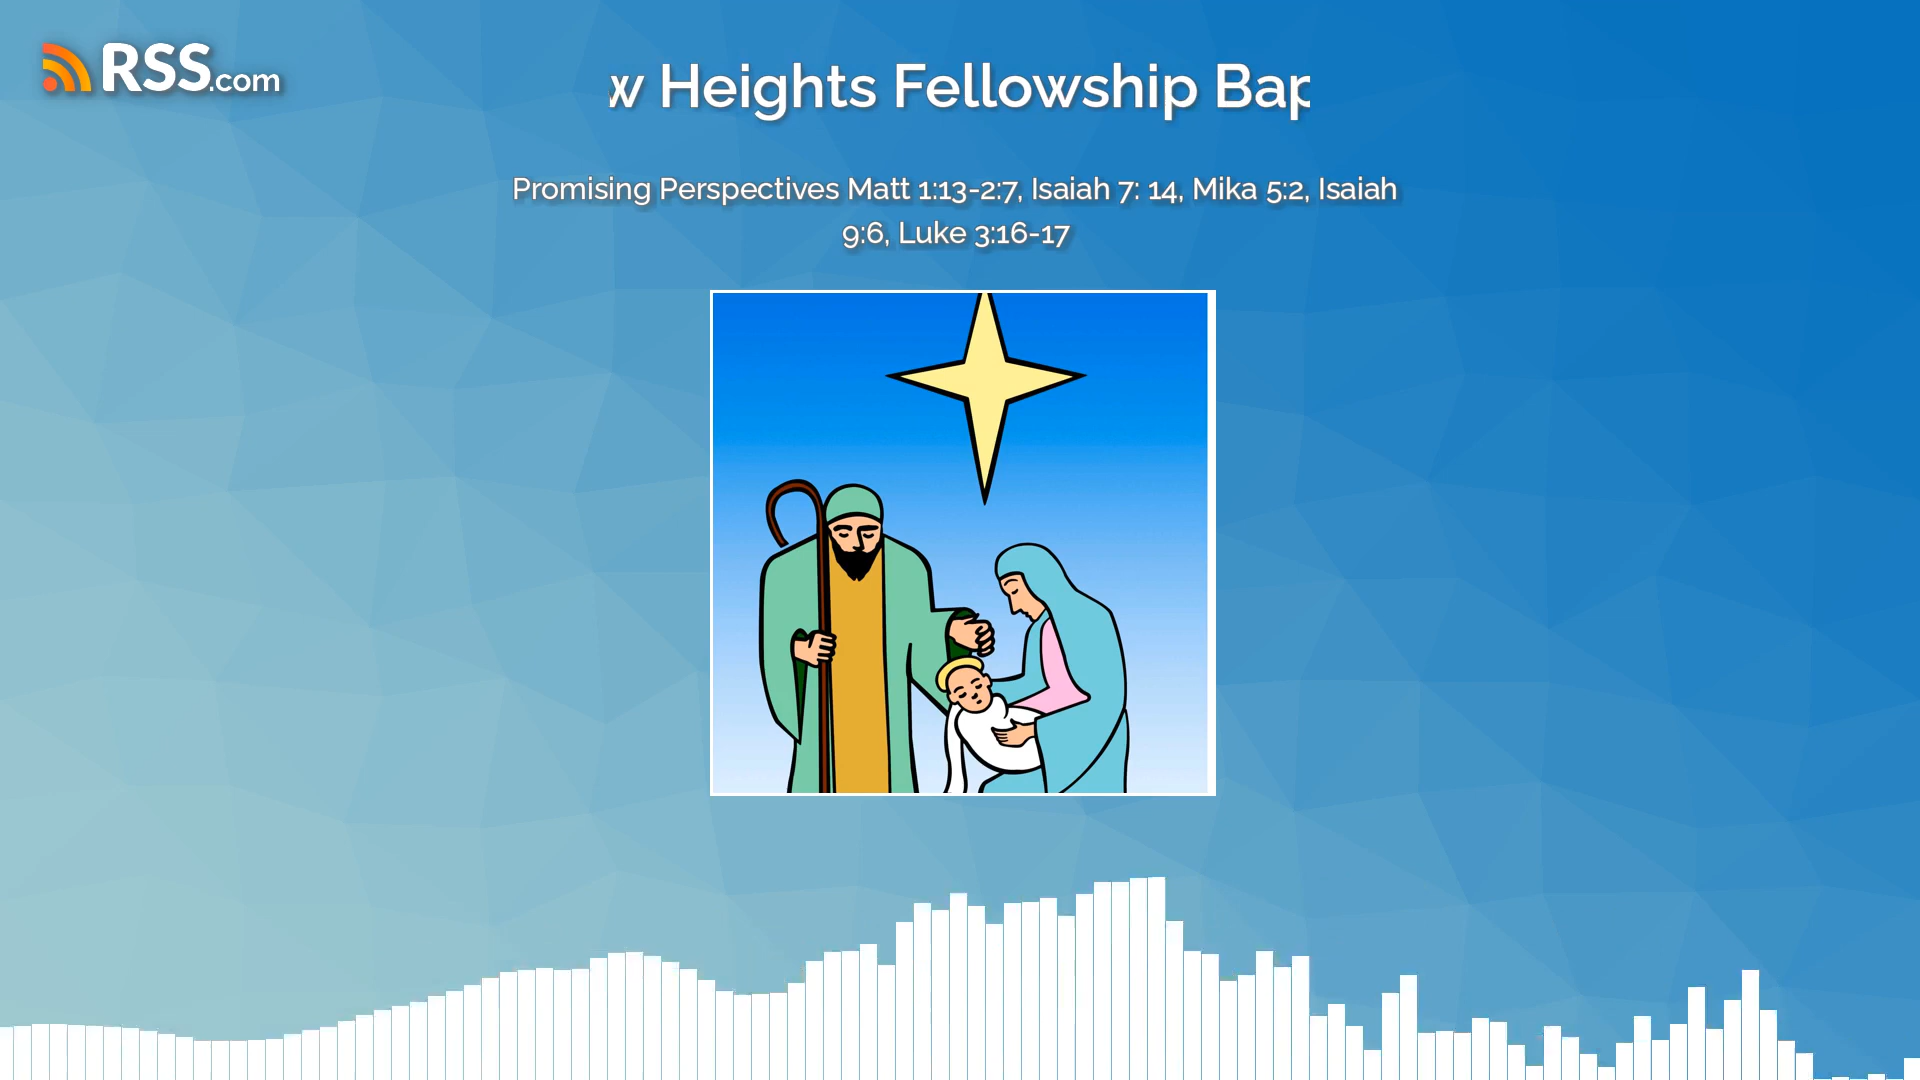 RSS.com
w Heights Fellowship Bap
Promising Perspectives Matt 1:13-2:7, Isaiah 7: 14, Mika 5:2, Isaiah
9:6, Luke 3:16-17